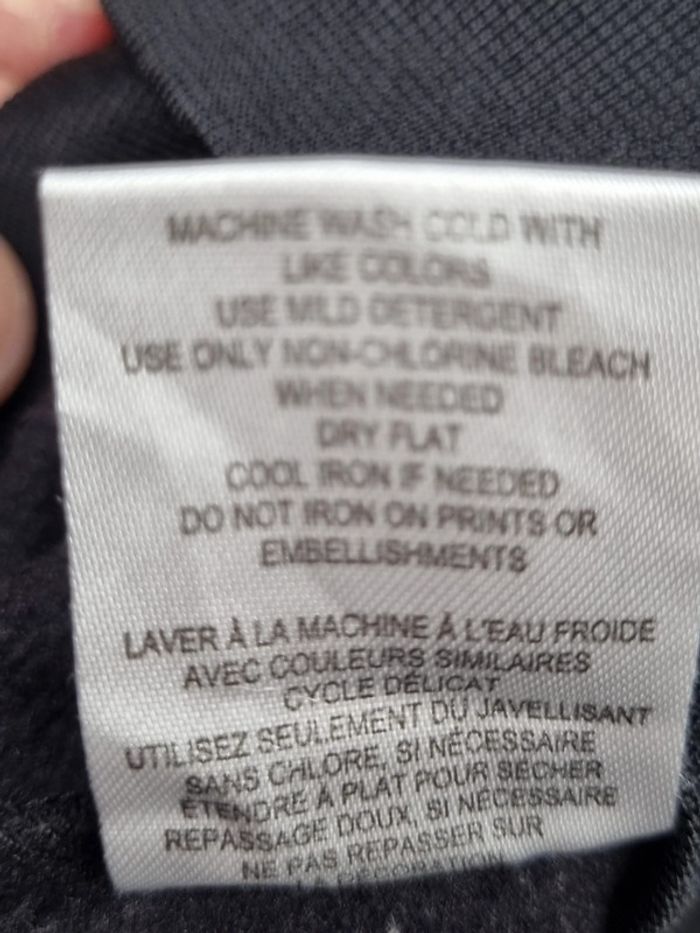 MACHINE WASH COLD WITH
LIKE COLORS
USE MILD DETERGENT
USE ONLY NON-CHLORINE BLEACH
WHEN NEEDED
DRY FLAT
COOL IRON IF NEEDED
DO NOT IRON ON PRINTS OR
EMBELLISHMENTS
LAVER À LA MACHINE À L'EAU FROIDE
AVEC COULEURS SIMILAIRES
CYCLE DÉLICAT
UTILISEZ SEULEMENT DU JAVELLISANT
SANS CHLORE, SI NÉCESSAIRE
ÉTENDRE À PLAT POUR SÉCHER
REPASSAGE DOUX, SI NÉCESSAIRE
NE PAS REPASSER SUR
LA DÉCORATION